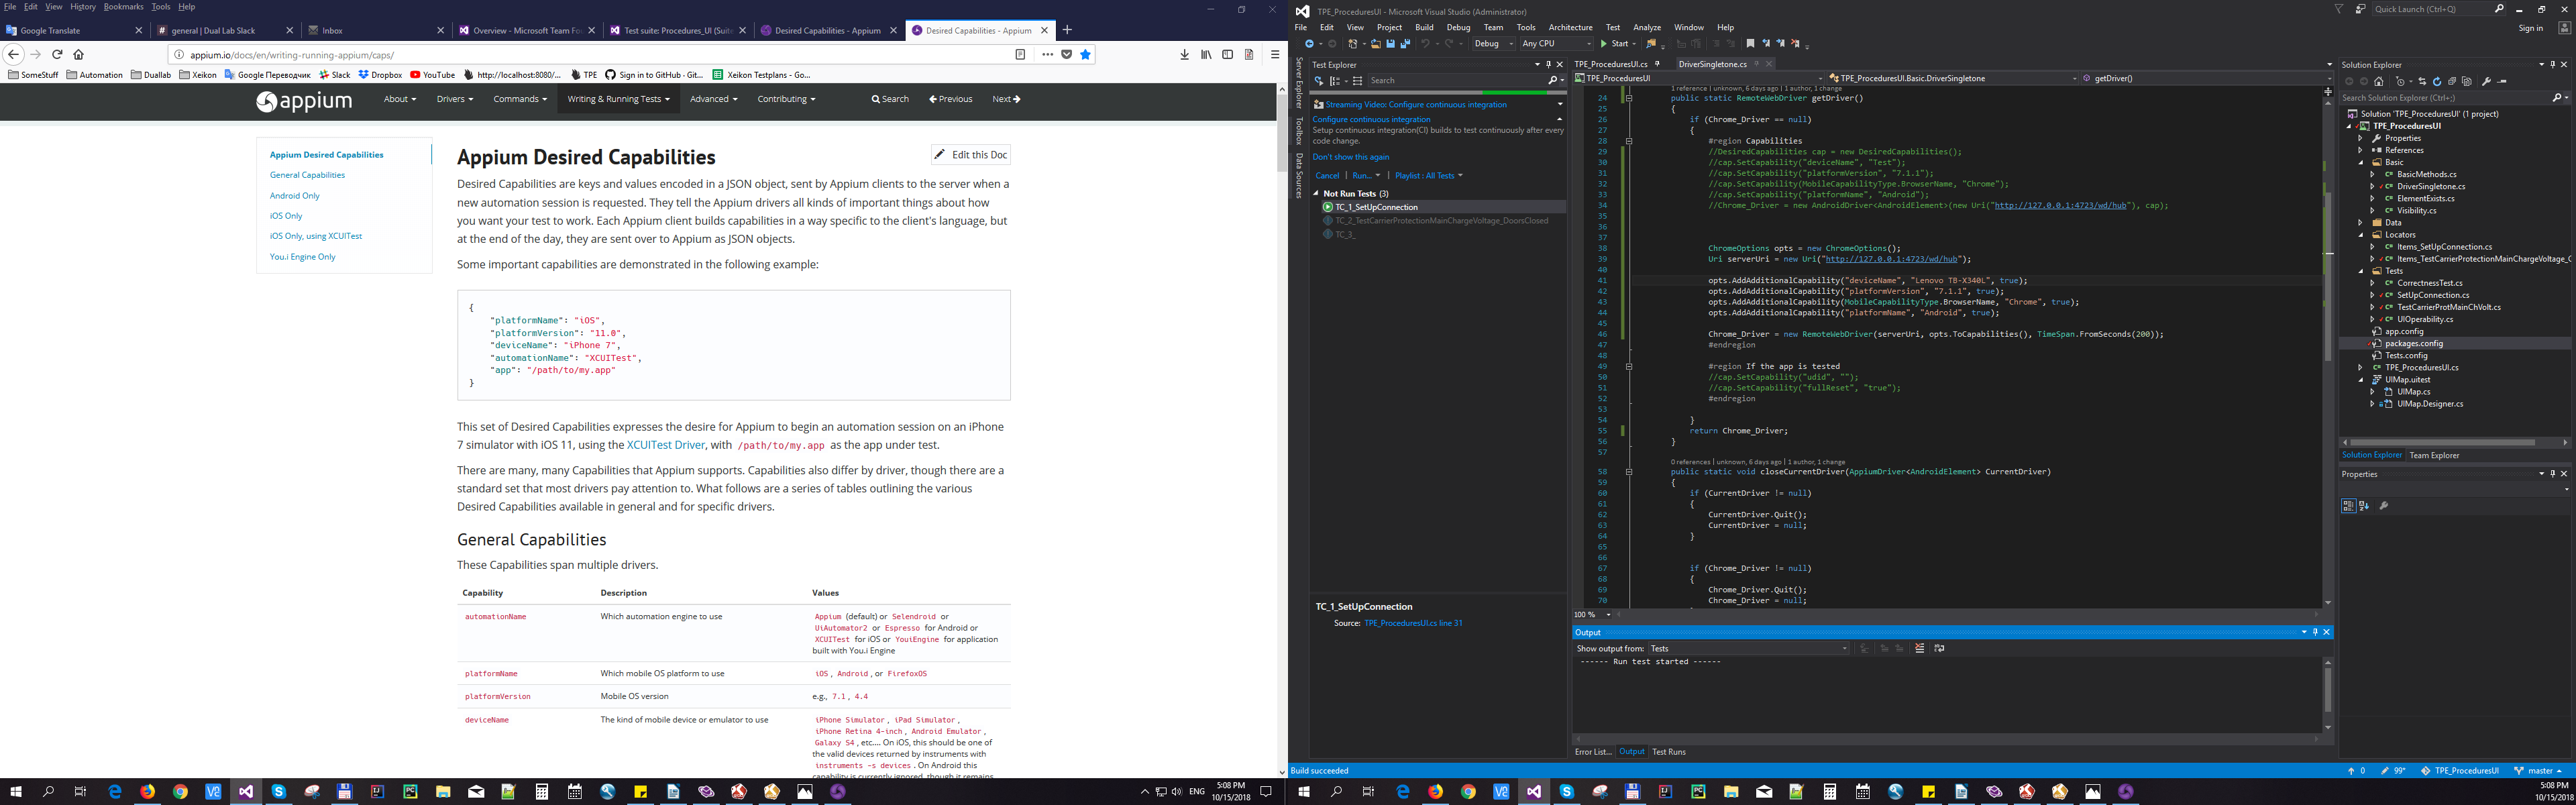 File Edit View History Bookmarks Tools Help
Google Translate
general | Dual Lab Slack
Inbox
Overview - Microsoft Team Fou
Test suite: Procedures_UI (Suite
Desired Capabilities - Appium
Desired Capabilities - Appium
appium.io/docs/en/writing-running-appium/caps/
SomeStuff Automation Duallab Xeikon Google Переводчик Slack Dropbox YouTube http://localhost:8080/... TPE Sign in to GitHub · Git... Xeikon Testplans - Go...
appium
About Drivers Commands Writing & Running Tests Advanced Contributing Search Previous Next
Appium Desired Capabilities
General Capabilities
Android Only
iOS Only
iOS Only, using XCUITest
You.i Engine Only
Appium Desired Capabilities
Edit this Doc
Desired Capabilities are keys and values encoded in a JSON object, sent by Appium clients to the server when a
new automation session is requested. They tell the Appium drivers all kinds of important things about how
you want your test to work. Each Appium client builds capabilities in a way specific to the client's language, but
at the end of the day, they are sent over to Appium as JSON objects.
Some important capabilities are demonstrated in the following example:
{
"platformName": "iOS",
"platformVersion": "11.0",
"deviceName": "iPhone 7",
"automationName": "XCUITest",
"app": "/path/to/my.app"
}
This set of Desired Capabilities expresses the desire for Appium to begin an automation session on an iPhone
7 simulator with iOS 11, using the XCUITest Driver, with /path/to/my.app as the app under test.
There are many, many Capabilities that Appium supports. Capabilities also differ by driver, though there are a
standard set that most drivers pay attention to. What follows are a series of tables outlining the various
Desired Capabilities available in general and for specific drivers.
General Capabilities
These Capabilities span multiple drivers.
Capability Description Values
automationName Which automation engine to use Appium (default) or Selendroid or
UiAutomator2 or Espresso for Android or
XCUITest for iOS or YouiEngine for application
built with You.i Engine
platformName Which mobile OS platform to use iOS , Android , or FirefoxOS
platformVersion Mobile OS version e.g., 7.1 , 4.4
deviceName The kind of mobile device or emulator to use iPhone Simulator , iPad Simulator ,
iPhone Retina 4-inch , Android Emulator ,
Galaxy S4 , etc.... On iOS, this should be one of
the valid devices returned by instruments with
instruments -s devices . On Android this
capability is currently ignored, though it remains
ENG
5:08 PM
10/15/2018
TPE_ProceduresUI - Microsoft Visual Studio (Administrator)
Quick Launch (Ctrl+Q)
File Edit View Project Build Debug Team Tools Architecture Test Analyze Window Help
Sign in
Debug Any CPU Start
Server Explorer
Toolbox
Data Sources
Test Explorer
Search
Streaming Video: Configure continuous integration
Configure continuous integration
Setup continuous integration(CI) builds to test continuously after every
code change.
Don't show this again
Cancel | Run... | Playlist : All Tests
Not Run Tests (3)
TC_1_SetUpConnection
TC_2_TestCarrierProtectionMainChargeVoltage_DoorsClosed
TC_3_
TC_1_SetUpConnection
Source: TPE_ProceduresUI.cs line 31
TPE_ProceduresUI.cs DriverSingletone.cs
TPE_ProceduresUI TPE_ProceduresUI.Basic.DriverSingletone getDriver()
1 reference | unknown, 6 days ago | 1 author, 1 change
24 public static RemoteWebDriver getDriver()
25 {
26 if (Chrome_Driver == null)
27 {
28 #region Capabilities
29 //DesiredCapabilities cap = new DesiredCapabilities();
30 //cap.SetCapability("deviceName", "Test");
31 //cap.SetCapability("platformVersion", "7.1.1");
32 //cap.SetCapability(MobileCapabilityType.BrowserName, "Chrome");
33 //cap.SetCapability("platformName", "Android");
34 //Chrome_Driver = new AndroidDriver<AndroidElement>(new Uri("http://127.0.0.1:4723/wd/hub"), cap);
35
36
37
38 ChromeOptions opts = new ChromeOptions();
39 Uri serverUri = new Uri("http://127.0.0.1:4723/wd/hub");
40
41 opts.AddAdditionalCapability("deviceName", "Lenovo TB-X340L", true);
42 opts.AddAdditionalCapability("platformVersion", "7.1.1", true);
43 opts.AddAdditionalCapability(MobileCapabilityType.BrowserName, "Chrome", true);
44 opts.AddAdditionalCapability("platformName", "Android", true);
45
46 Chrome_Driver = new RemoteWebDriver(serverUri, opts.ToCapabilities(), TimeSpan.FromSeconds(200));
47 #endregion
48
49 #region If the app is tested
50 //cap.SetCapability("udid", "");
51 //cap.SetCapability("fullReset", "true");
52 #endregion
53
54 }
55 return Chrome_Driver;
56 }
57
0 references | unknown, 6 days ago | 1 author, 1 change
58 public static void closeCurrentDriver(AppiumDriver<AndroidElement> CurrentDriver)
59 {
60 if (CurrentDriver != null)
61 {
62 CurrentDriver.Quit();
63 CurrentDriver = null;
64 }
65
66
67 if (Chrome_Driver != null)
68 {
69 Chrome_Driver.Quit();
70 Chrome_Driver = null;
100 %
Output
Show output from: Tests
------ Run test started ------
Error List... Output Test Runs
Solution Explorer
Search Solution Explorer (Ctrl+;)
Solution 'TPE_ProceduresUI' (1 project)
TPE_ProceduresUI
Properties
References
Basic
BasicMethods.cs
DriverSingletone.cs
ElementExists.cs
Visibility.cs
Data
Locators
Items_SetUpConnection.cs
Items_TestCarrierProtectionMainChargeVoltage_C
Tests
CorrectnessTest.cs
SetUpConnection.cs
TestCarrierProtMainChVolt.cs
UIOperability.cs
app.config
packages.config
Tests.config
TPE_ProceduresUI.cs
UIMap.uitest
UIMap.cs
UIMap.Designer.cs
Solution Explorer Team Explorer
Properties
Build succeeded
0 99* TPE_ProceduresUI master
5:08 PM
10/15/2018